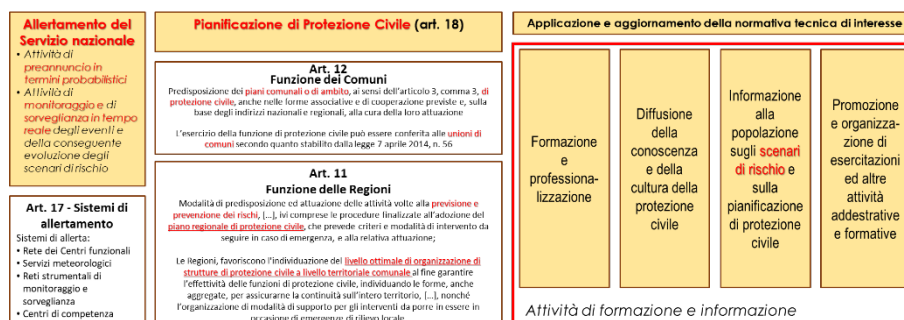 Allertamento del
Servizio nazionale
• Attività di
preannuncio in
termini probabilistici
• Attività di
monitoraggio e di
sorveglianza in tempo
reale degli eventi e
della conseguente
evoluzione degli
scenari di rischio
Art. 17 - Sistemi di
allertamento
Sistemi di allerta:
• Rete dei Centri funzionali
• Servizi meteorologici
• Reti strumentali di
monitoraggio e
sorveglianza
• Centri di competenza
Pianificazione di Protezione Civile (art. 18)
Art. 12
Funzione dei Comuni
Predisposizione dei piani comunali o di ambito, ai sensi dell'articolo 3, comma 3, di
protezione civile, anche nelle forme associative e di cooperazione previste e, sulla
base degli indirizzi nazionali e regionali, alla cura della loro attuazione
L'esercizio della funzione di protezione civile può essere conferita alle unioni di
comuni secondo quanto stabilito dalla legge 7 aprile 2014, n. 56
Art. 11
Funzione delle Regioni
Modalità di predisposizione ed attuazione delle attività volte alla previsione e
prevenzione dei rischi, [...], ivi comprese le procedure finalizzate all'adozione del
piano regionale di protezione civile, che prevede criteri e modalità di intervento da
seguire in caso di emergenza, e alla relativa attuazione;
Le Regioni, favoriscono l'individuazione del livello ottimale di organizzazione di
strutture di protezione civile a livello territoriale comunale al fine garantire
l'effettività delle funzioni di protezione civile, individuando le forme, anche
aggregate, per assicurarne la continuità sull'intero territorio, [...], nonché
l'organizzazione di modalità di supporto per gli interventi da porre in essere in
occasione di emergenze di rilievo locale
Applicazione e aggiornamento della normativa tecnica di interesse
Formazione
e
professiona-
lizzazione
Diffusione
della
conoscenza
e della
cultura della
protezione
civile
Informazione
alla
popolazione
sugli scenari
di rischio e
sulla
pianificazione
di protezione
civile
Promozione
e organizza-
zione di
esercitazioni
ed altre
attività
addestrative
e formative
Attività di formazione e informazione